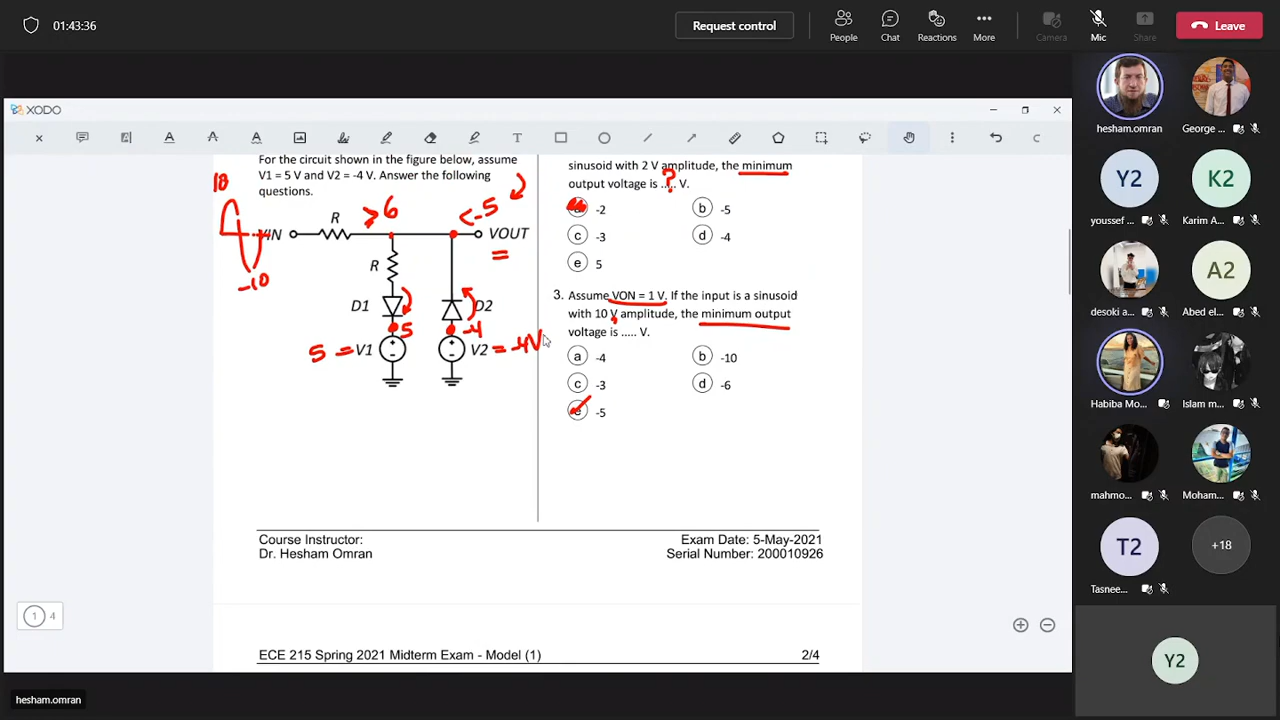 01:43:36
Request control
People
Chat
Reactions
More
Camera
Mic
Share
Leave
XODO
For the circuit shown in the figure below, assume
V1 = 5 V and V2 = -4 V. Answer the following
questions.
10
-10
VIN
R
>6
<-5
VOUT
=
R
D1
D2
5
-4
5 =
V1
V2
= -4V
sinusoid with 2 V amplitude, the minimum
output voltage is ..... V.
?
-2
b -5
c -3
d -4
e 5
3. Assume VON = 1 V. If the input is a sinusoid
with 10 V amplitude, the minimum output
voltage is ..... V.
a -4
b -10
c -3
d -6
e -5
Course Instructor:
Dr. Hesham Omran
Exam Date: 5-May-2021
Serial Number: 200010926
ECE 215 Spring 2021 Midterm Exam - Model (1)
2/4
1 4
hesham.omran
hesham.omran
George ...
Y2
youssef ...
K2
Karim A...
desoki a...
A2
Abed el...
Habiba Mo...
Islam m...
mahmo...
Moham...
T2
Tasnee...
+18
Y2